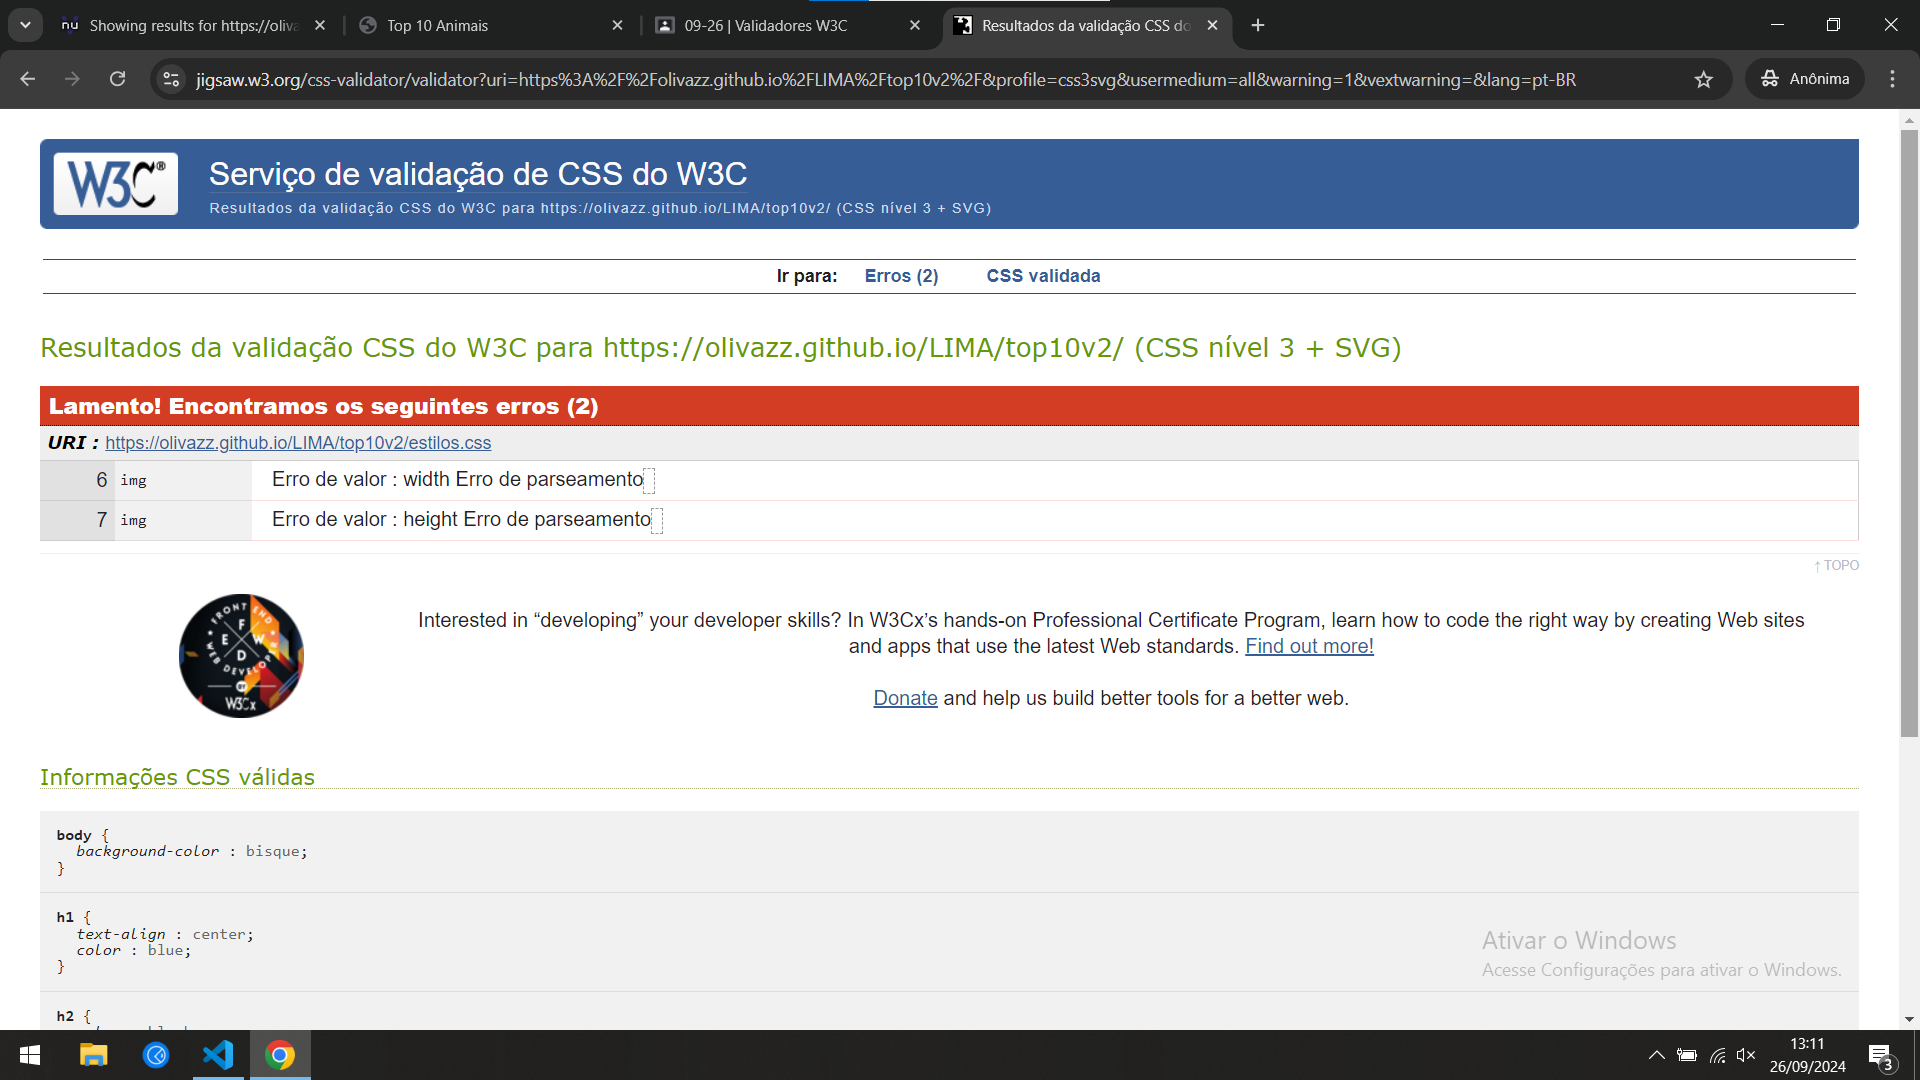 Showing results for https://oliva
Top 10 Animais
09-26 | Validadores W3C
Resultados da validação CSS do
jigsaw.w3.org/css-validator/validator?uri=https%3A%2F%2Folivazz.github.io%2FLIMA%2Ftop10v2%2F&profile=css3svg&usermedium=all&warning=1&vextwarning=&lang=pt-BR
Anônima
W3C®
Serviço de validação de CSS do W3C
Resultados da validação CSS do W3C para https://olivazz.github.io/LIMA/top10v2/ (CSS nível 3 + SVG)
Ir para: Erros (2) CSS validada
Resultados da validação CSS do W3C para https://olivazz.github.io/LIMA/top10v2/ (CSS nível 3 + SVG)
Lamento! Encontramos os seguintes erros (2)
URI : https://olivazz.github.io/LIMA/top10v2/estilos.css
6 img Erro de valor : width Erro de parseamento
7 img Erro de valor : height Erro de parseamento
↑ TOPO
FRONT END
WEB DEVELOPER
F E W D
BY
W3Cx
Interested in “developing” your developer skills? In W3Cx’s hands-on Professional Certificate Program, learn how to code the right way by creating Web sites
and apps that use the latest Web standards. Find out more!
Donate and help us build better tools for a better web.
Informações CSS válidas
body {
background-color : bisque;
}
h1 {
text-align : center;
color : blue;
}
h2 {
Ativar o Windows
Acesse Configurações para ativar o Windows.
13:11
26/09/2024
3